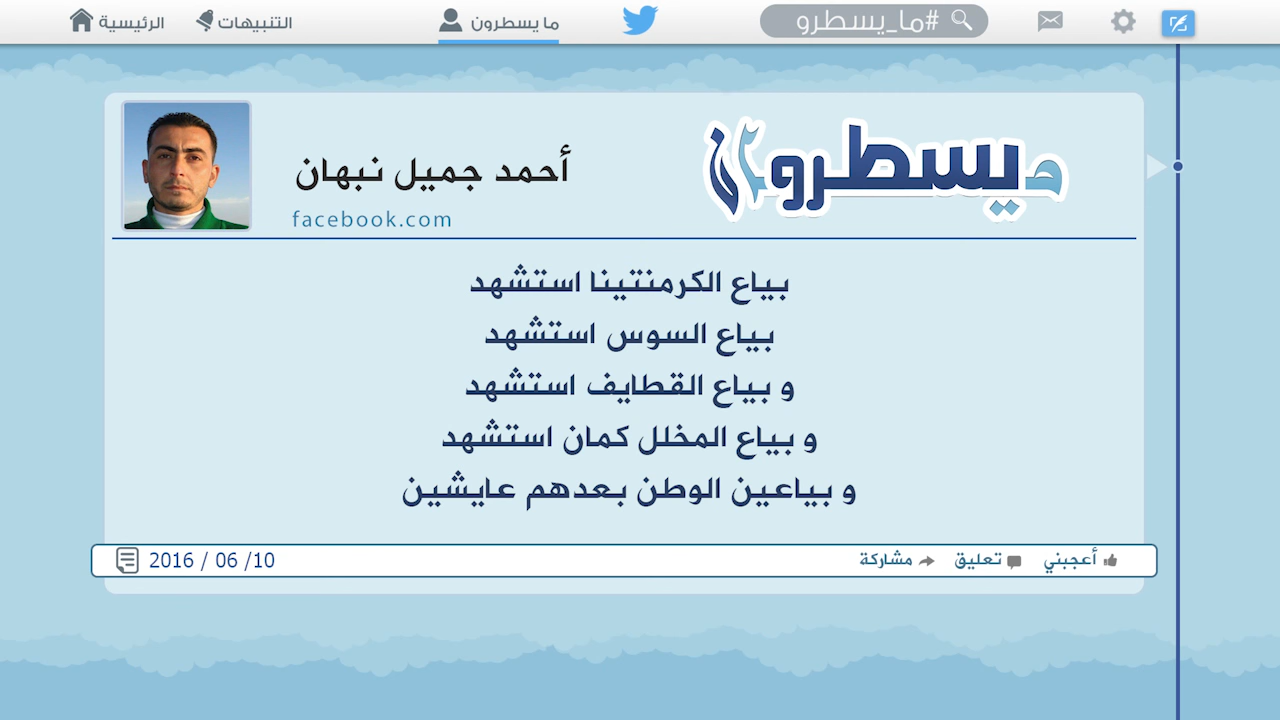 الرئيسية
التنبيهات
ما يسطرون
#ما_يسطرو
ما يسطرون
أحمد جميل نبهان
facebook.com
بياع الكرمنتينا استشهد
بياع السوس استشهد
و بياع القطايف استشهد
و بياع المخلل كمان استشهد
و بياعين الوطن بعدهم عايشين
أعجبني تعليق مشاركة
2016 / 06 /10